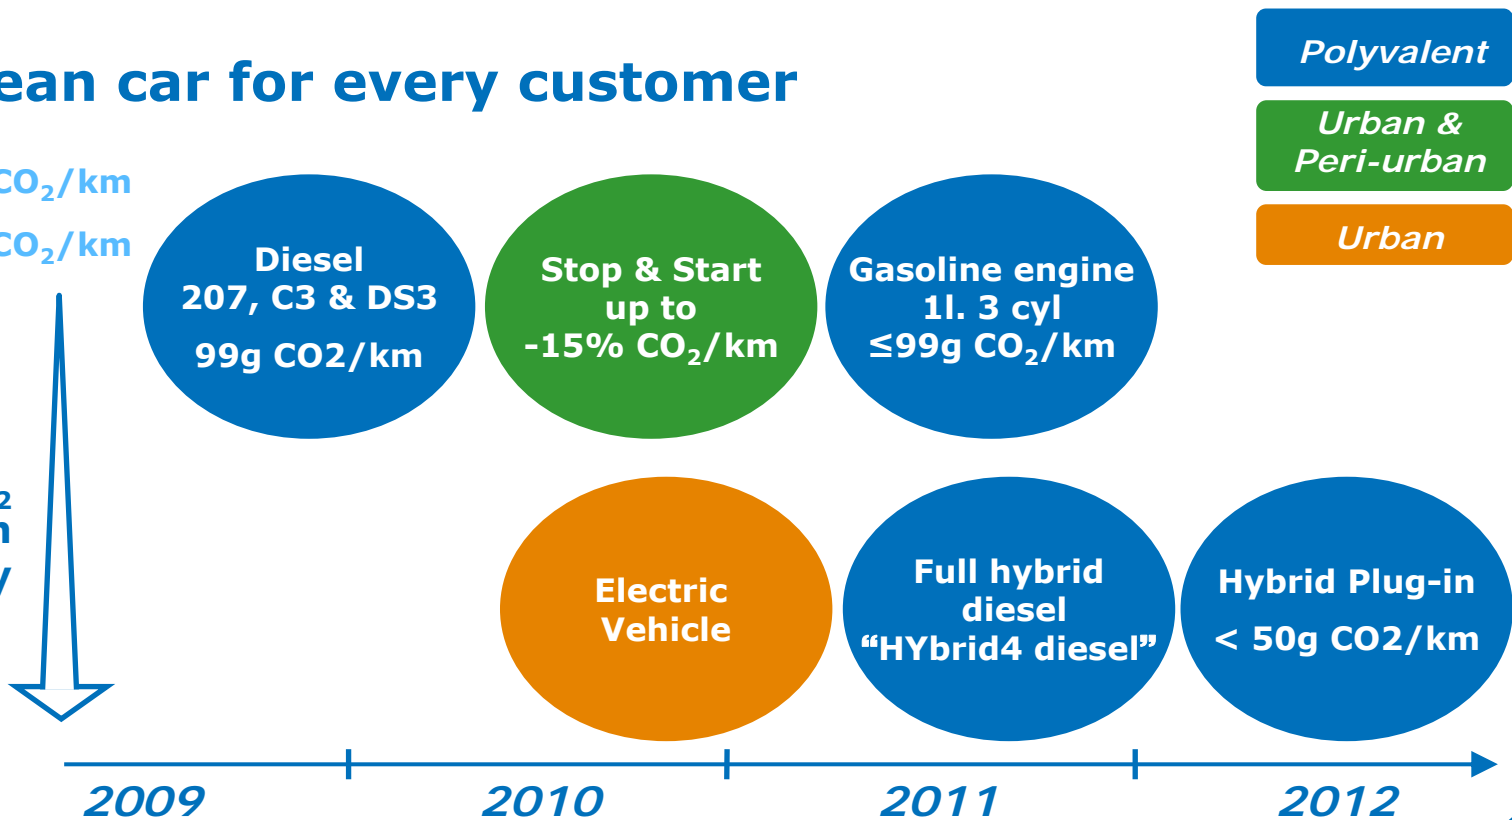 ean car for every customer
Polyvalent
Urban &
Peri-urban
Urban
CO₂/km
CO₂/km
Diesel
207, C3 & DS3
99g CO2/km
Stop & Start
up to
-15% CO₂/km
Gasoline engine
1l. 3 cyl
≤99g CO₂/km
Electric
Vehicle
Full hybrid
diesel
“HYbrid4 diesel”
Hybrid Plug-in
< 50g CO2/km
2009
2010
2011
2012